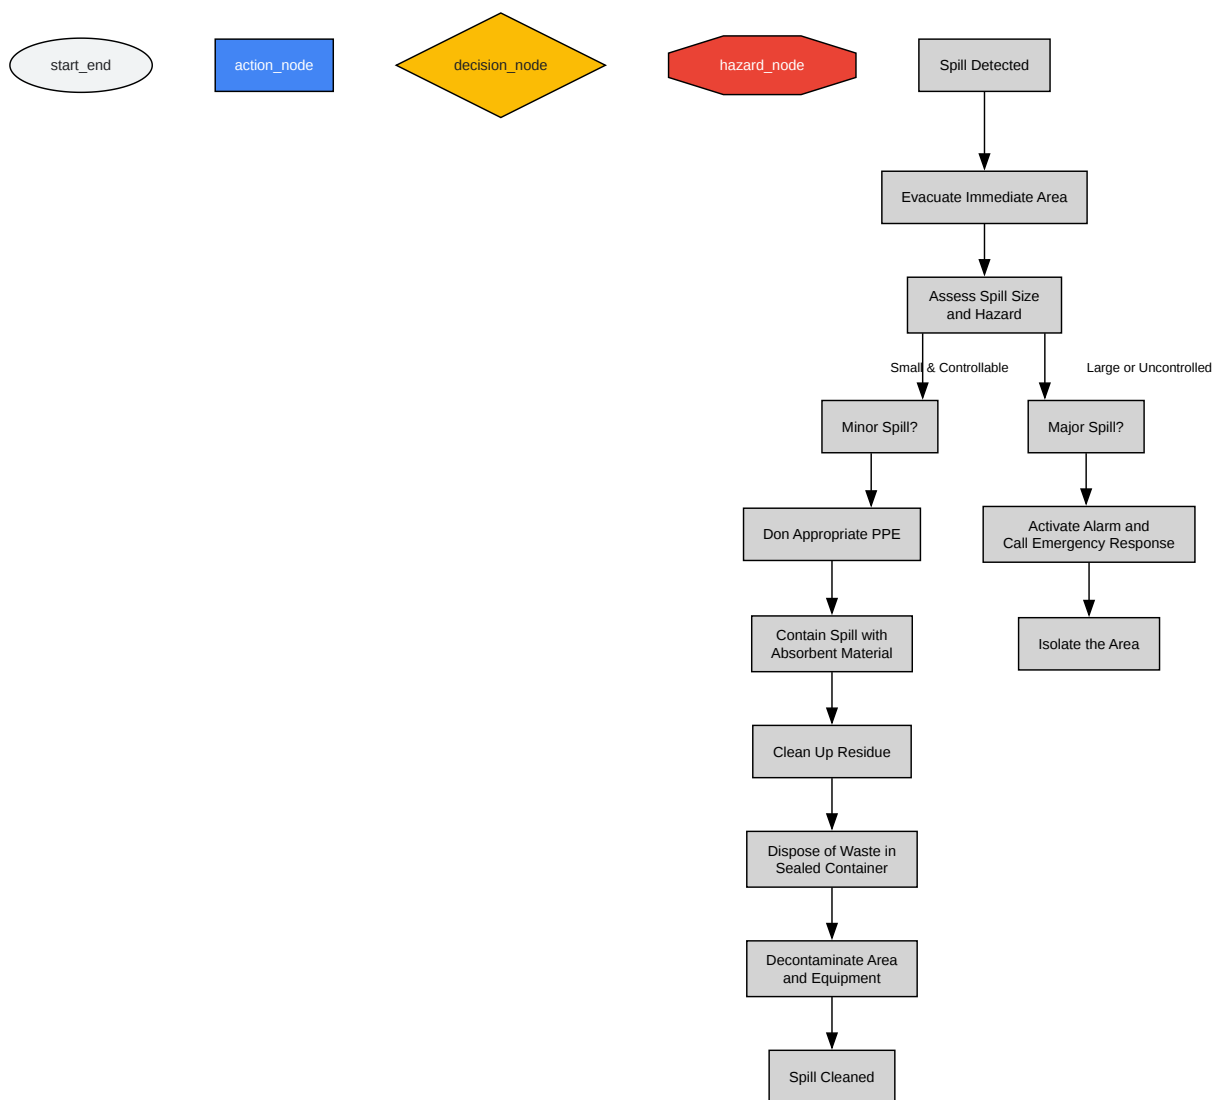 start_end
action_node
decision_node
hazard_node
Spill Detected
Evacuate Immediate Area
Assess Spill Size
and Hazard
Small & Controllable
Large or Uncontrolled
Minor Spill?
Major Spill?
Don Appropriate PPE
Activate Alarm and
Call Emergency Response
Contain Spill with
Absorbent Material
Isolate the Area
Clean Up Residue
Dispose of Waste in
Sealed Container
Decontaminate Area
and Equipment
Spill Cleaned